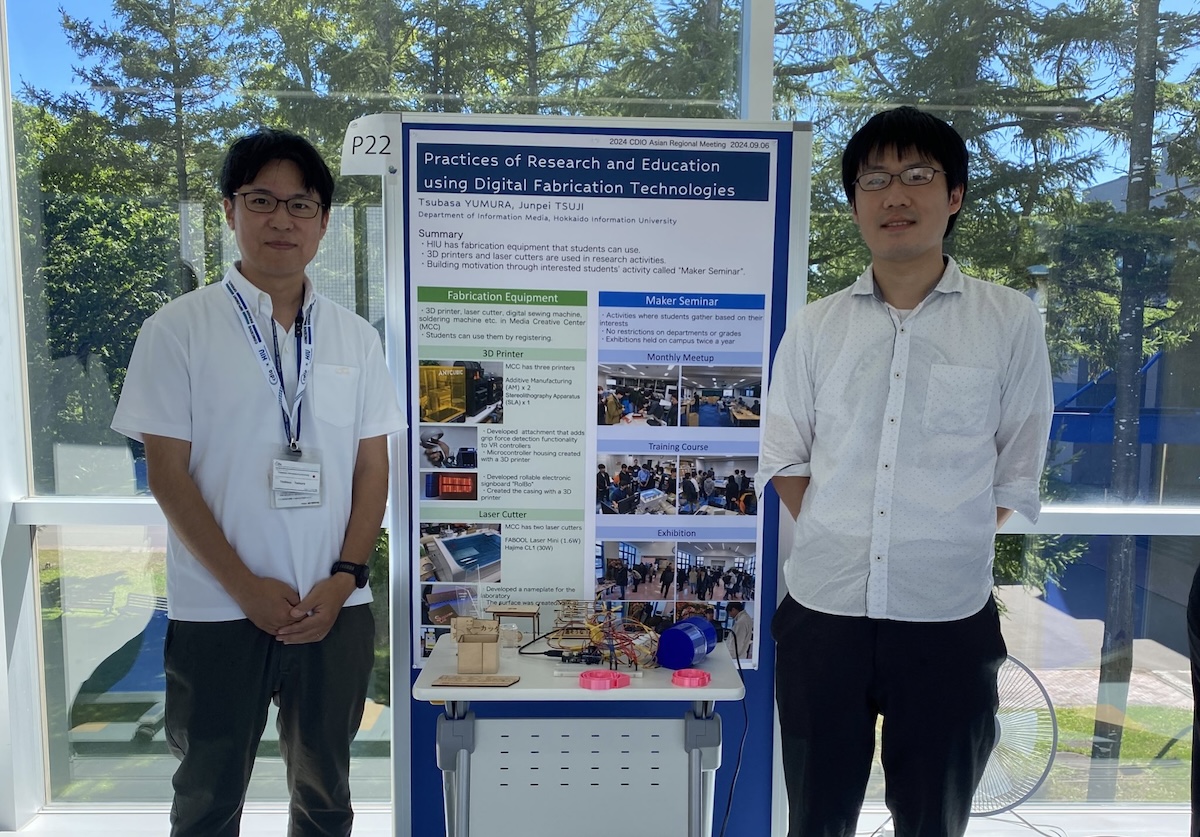 P22
2024 CDIO Asian Regional Meeting 2024.09.06
Practices of Research and Education
using Digital Fabrication Technologies
Tsubasa YUMURA, Junpei TSUJI
Department of Information Media, Hokkaido Information University
Summary
・HIU has fabrication equipment that students can use.
・3D printers and laser cutters are used in research activities.
・Building motivation through interested students' activity called "Maker Seminar".
Fabrication Equipment
・3D printer, laser cutter, digital sewing machine,
soldering machine etc. in Media Creative Center
(MCC)
・Students can use them by registering.
3D Printer
MCC has three printers
Additive Manufacturing
(AM) x 2
Stereolithography Apparatus
(SLA) x 1
・Developed attachment that adds
grip force detection functionality
to VR controllers
・Microcontroller housing created
with a 3D printer
・Developed rollable electronic
signboard "RollBo"
・Created the casing with a 3D
printer
Laser Cutter
MCC has two laser cutters
FABOOL Laser Mini (1.6W)
Hajime CL1 (30W)
・Developed a nameplate for the
laboratory
・The surface was created
Maker Seminar
・Activities where students gather based on their
interests
・No restrictions on departments or grades
・Exhibitions held on campus twice a year
Monthly Meetup
Training Course
Exhibition